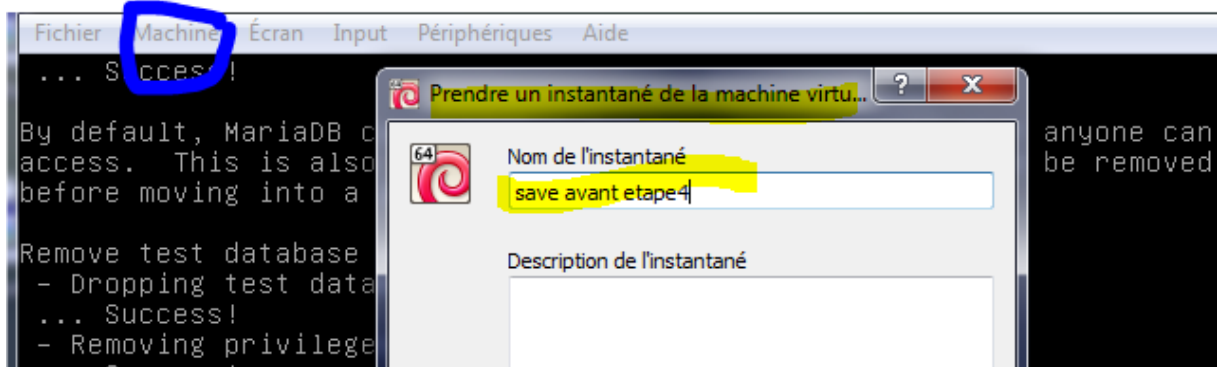 Fichier Machine Écran Input Périphériques Aide
... Success!
Prendre un instantané de la machine virtu...
? X
By default, MariaDB c
anyone can
64
Nom de l'instantané
access. This is also
be removed
save avant etape4
before moving into a
Remove test database
Description de l'instantané
- Dropping test data
... Success!
- Removing privilege